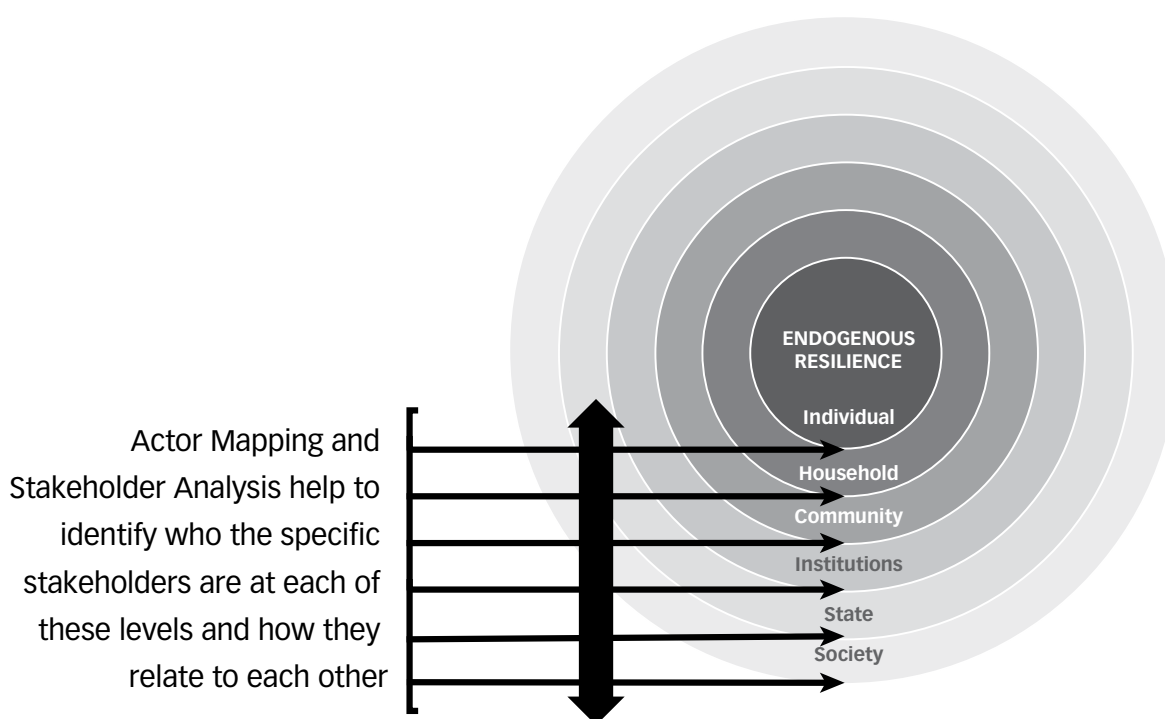 Actor Mapping and
Stakeholder Analysis help to
identify who the specific
stakeholders are at each of
these levels and how they
relate to each other
ENDOGENOUS
RESILIENCE
Individual
Household
Community
Institutions
State
Society